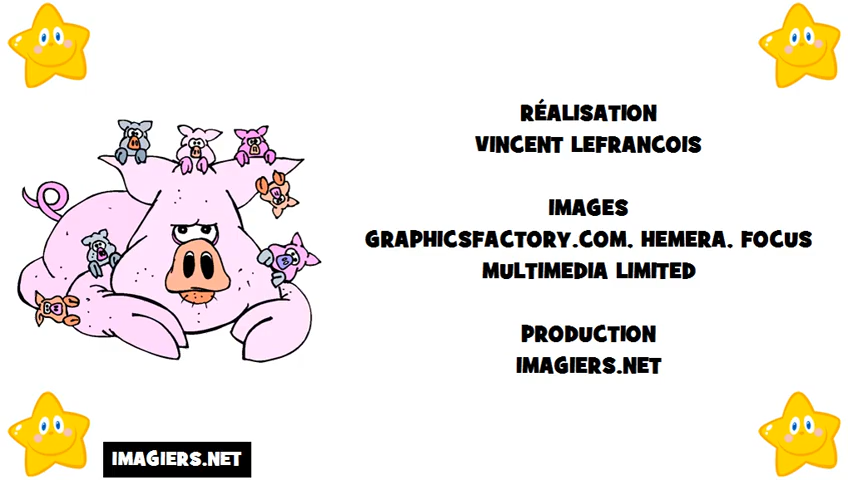 RÉALISATION
VINCENT LEFRANCOIS
IMAGES
GRAPHICSFACTORY.COM, HEMERA, FOCUS
MULTIMEDIA LIMITED
PRODUCTION
IMAGIERS.NET
IMAGIERS.NET